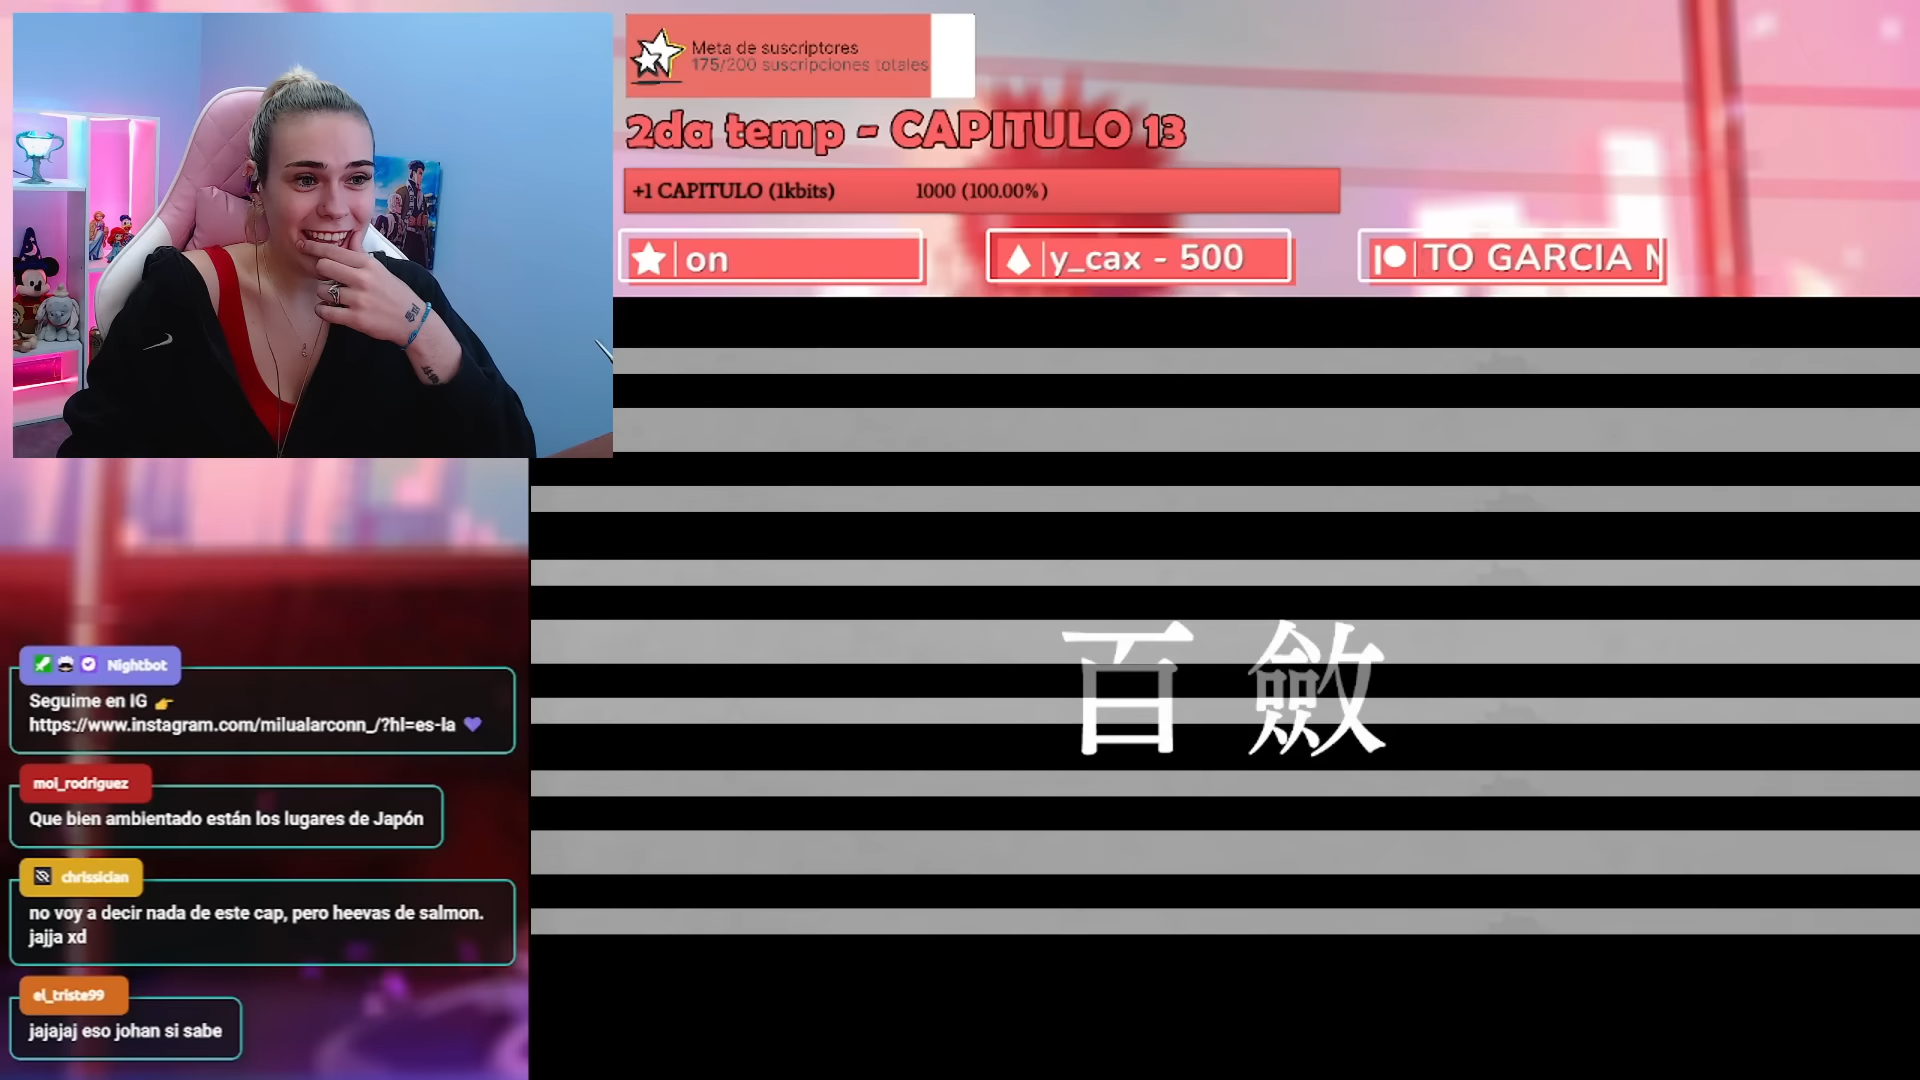 Meta de suscriptores
175/200 suscripciones totales
2da temp - CAPITULO 13
+1 CAPITULO (1kbits) 1000 (100.00%)
on
y_cax - 500
TO GARCIA M
百斂
Nightbot
Seguime en IG 👉
https://www.instagram.com/milualarconn_/?hl=es-la 💜
moi_rodriguez
Que bien ambientado están los lugares de Japón
chrissician
no voy a decir nada de este cap, pero heevas de salmon.
jajja xd
el_triste99
jajajaj eso johan si sabe